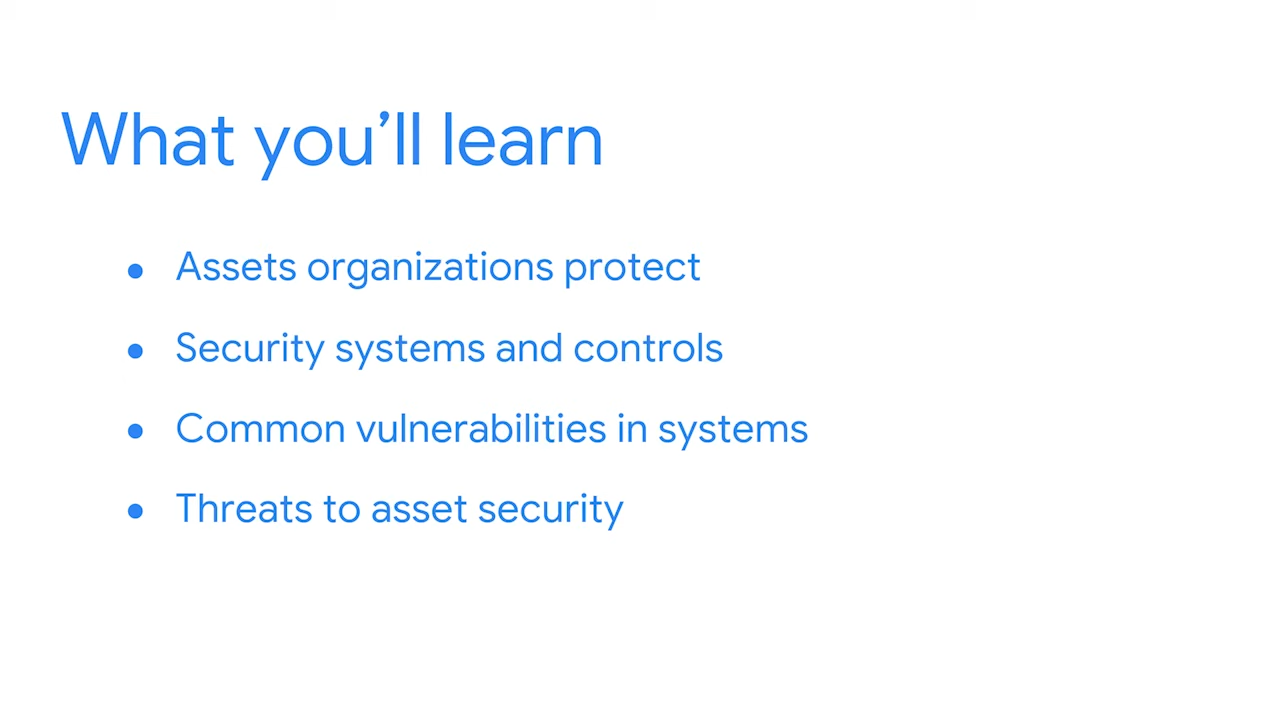 What you’ll learn
● Assets organizations protect
● Security systems and controls
● Common vulnerabilities in systems
● Threats to asset security